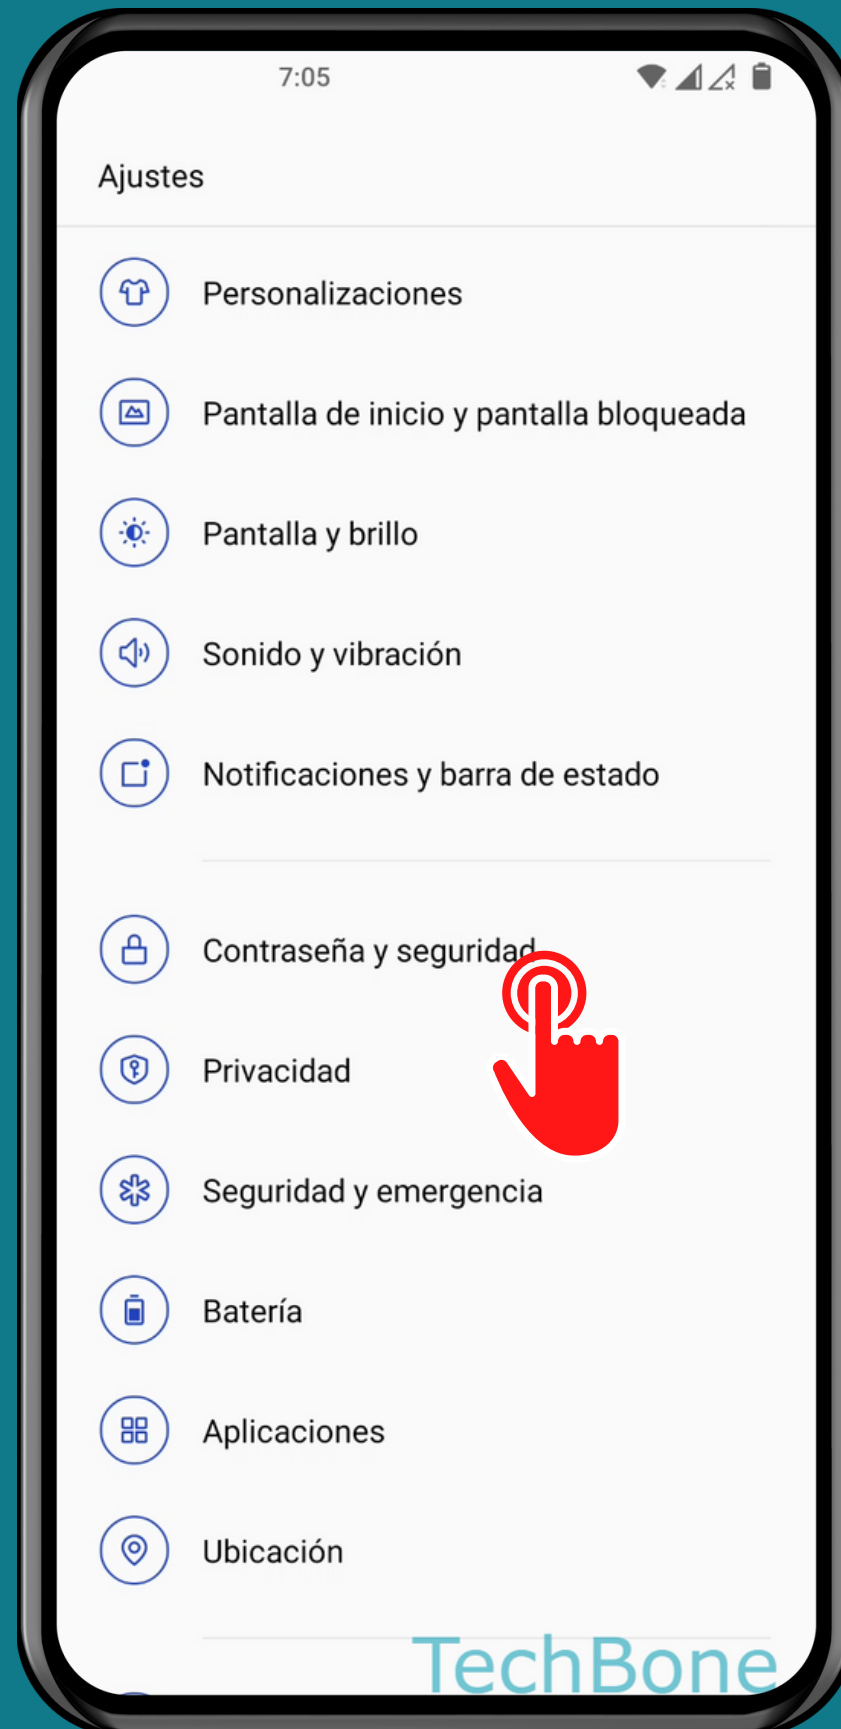 7:05
Ajustes
Personalizaciones
Pantalla de inicio y pantalla bloqueada
Pantalla y brillo
Sonido y vibración
Notificaciones y barra de estado
Contraseña y seguridad
Privacidad
Seguridad y emergencia
Batería
Aplicaciones
Ubicación
TechBone